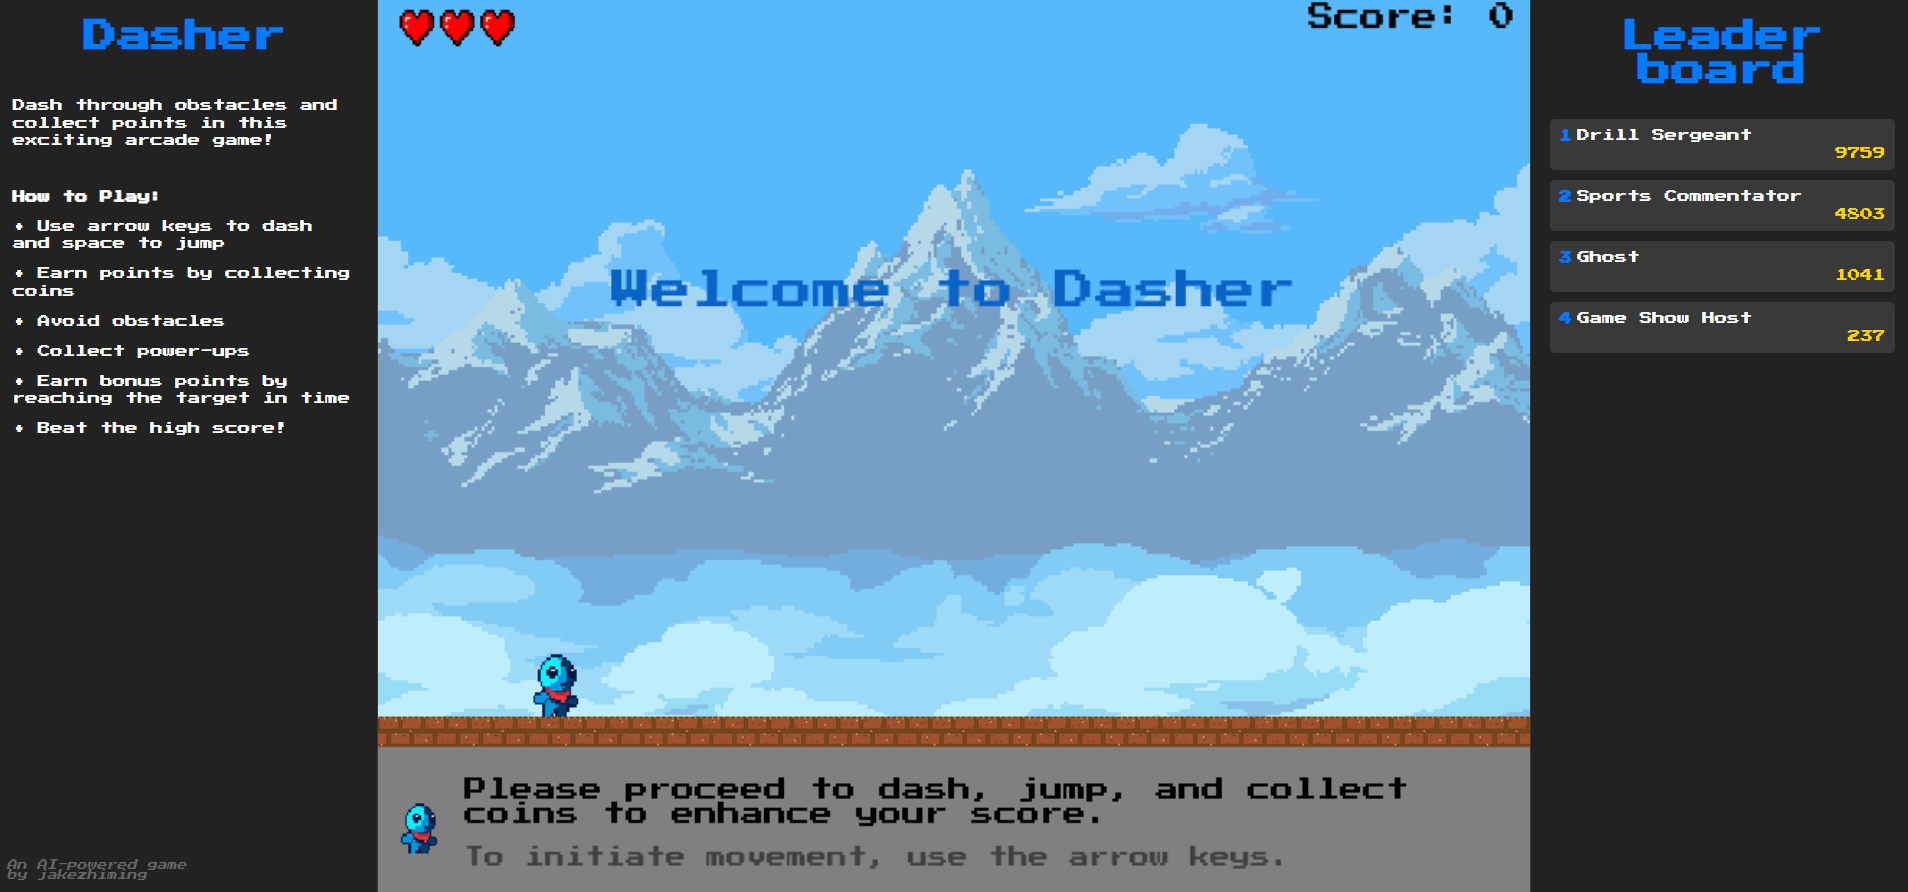 Dasher
Dash through obstacles and
collect points in this
exciting arcade game!
How to Play:
• Use arrow keys to dash
and space to jump
• Earn points by collecting
coins
• Avoid obstacles
• Collect power-ups
• Earn bonus points by
reaching the target in time
• Beat the high score!
An AI-powered game
by jakezhiming
Score: 0
Welcome to Dasher
Please proceed to dash, jump, and collect
coins to enhance your score.
To initiate movement, use the arrow keys.
Leader
board
1 Drill Sergeant
9759
2 Sports Commentator
4803
3 Ghost
1041
4 Game Show Host
237